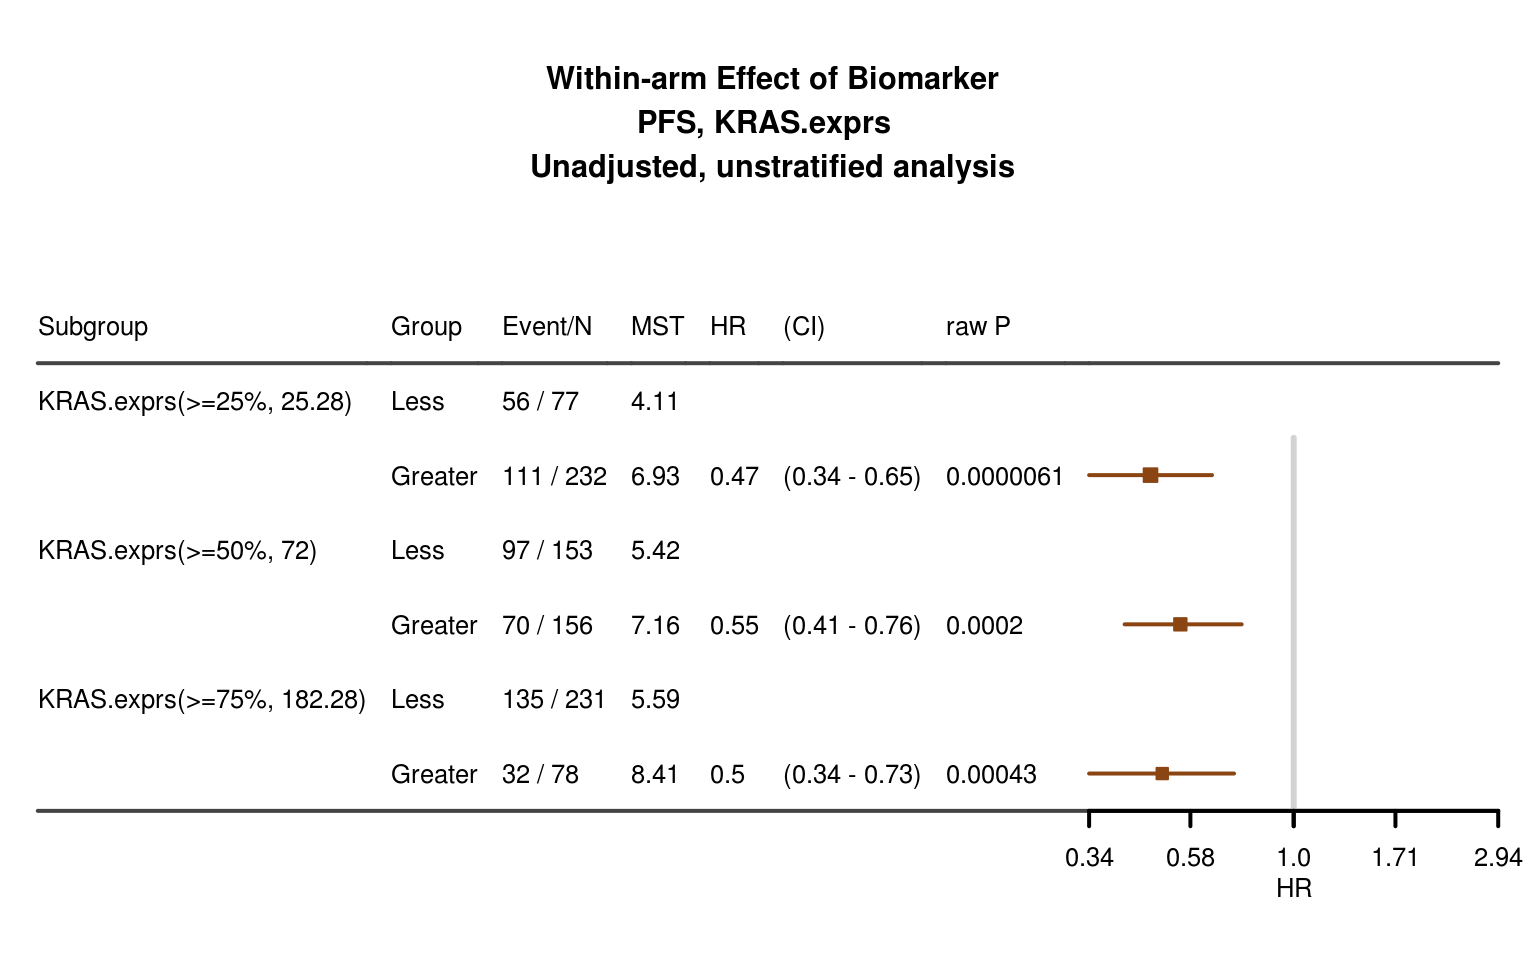 Within-arm Effect of Biomarker
PFS, KRAS.exprs
Unadjusted, unstratified analysis
Subgroup Group Event/N MST HR (CI) raw P
KRAS.exprs(>=25%, 25.28) Less 56 / 77 4.11
Greater 111 / 232 6.93 0.47 (0.34 - 0.65) 0.0000061
KRAS.exprs(>=50%, 72) Less 97 / 153 5.42
Greater 70 / 156 7.16 0.55 (0.41 - 0.76) 0.0002
KRAS.exprs(>=75%, 182.28) Less 135 / 231 5.59
Greater 32 / 78 8.41 0.5 (0.34 - 0.73) 0.00043
0.34 0.58 1.0 1.71 2.94
HR